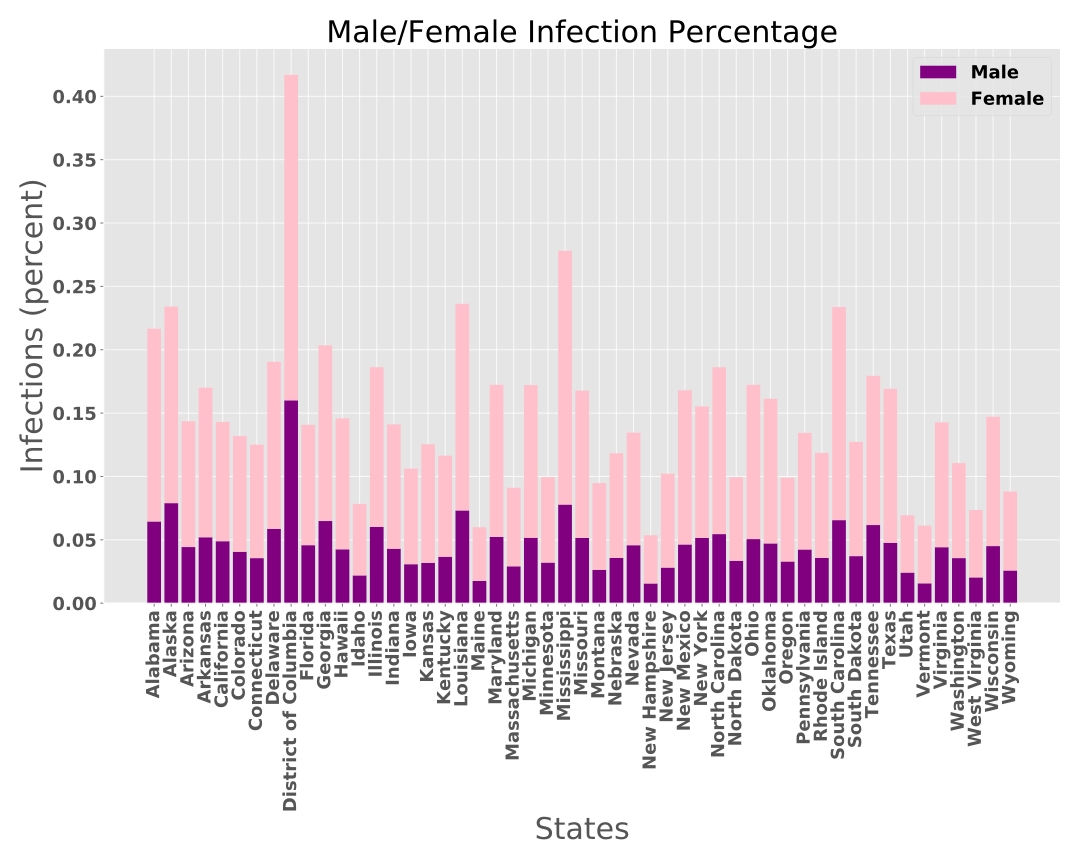 Male/Female Infection Percentage
Male
Female
Infections (percent)
0.40
0.35
0.30
0.25
0.20
0.15
0.10
0.05
0.00
Alabama
Alaska
Arizona
Arkansas
California
Colorado
Connecticut
Delaware
District of Columbia
Florida
Georgia
Hawaii
Idaho
Illinois
Indiana
Iowa
Kansas
Kentucky
Louisiana
Maine
Maryland
Massachusetts
Michigan
Minnesota
Mississippi
Missouri
Montana
Nebraska
Nevada
New Hampshire
New Jersey
New Mexico
New York
North Carolina
North Dakota
Ohio
Oklahoma
Oregon
Pennsylvania
Rhode Island
South Carolina
South Dakota
Tennesee
Texas
Utah
Vermont
Virginia
Washington
West Virginia
Wisconsin
Wyoming
States